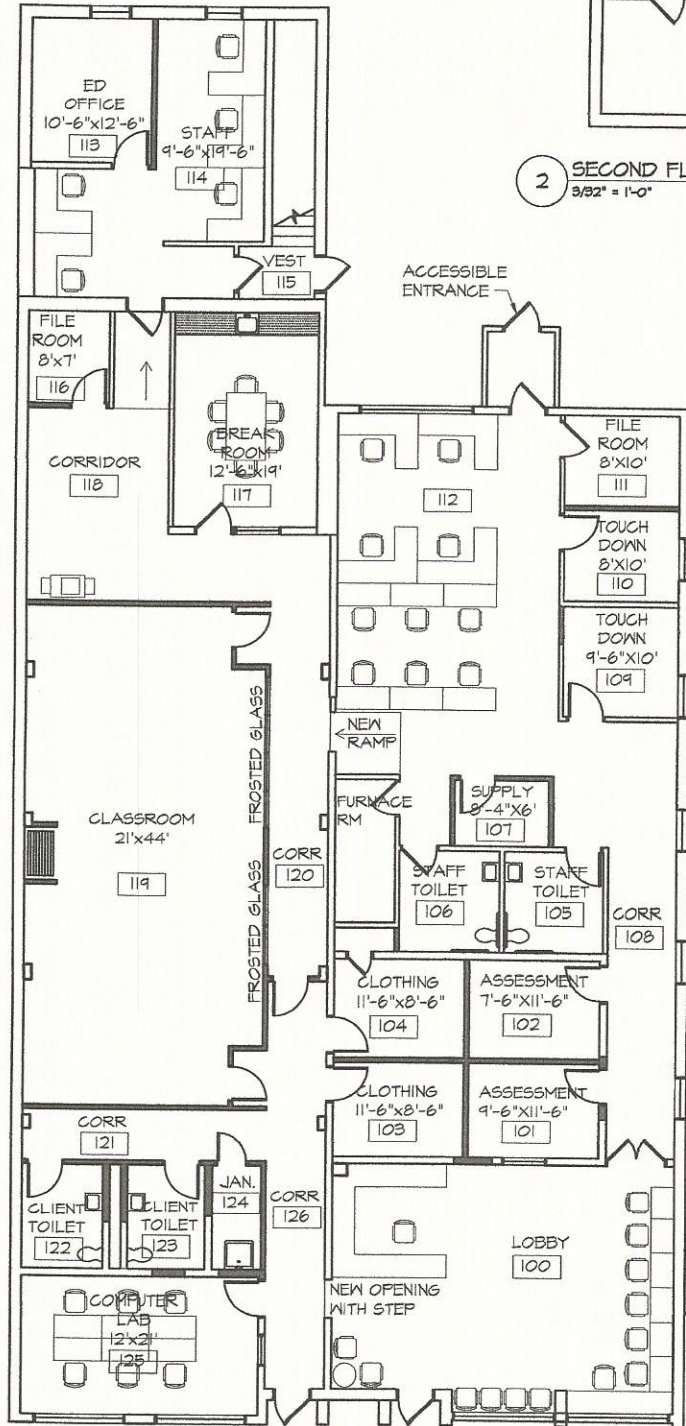 ED
OFFICE
10'-6"x12'-6"
113
STAFF
9'-6"x19'-6"
114
2
SECOND FL
3/32" = 1'-0"
VEST
115
ACCESSIBLE
ENTRANCE
FILE
ROOM
8'x7'
116
BREAK
ROOM
12'-6"x19'
117
CORRIDOR
118
112
FILE
ROOM
8'X10'
111
TOUCH
DOWN
8'X10'
110
TOUCH
DOWN
9'-6"X10'
109
NEW
RAMP
FURNACE
RM
SUPPLY
8'-4"X6'
107
FROSTED GLASS
FROSTED GLASS
CLASSROOM
21'x44'
119
CORR
120
STAFF
TOILET
106
STAFF
TOILET
105
CORR
108
CLOTHING
11'-6"x8'-6"
104
ASSESSMENT
7'-6"X11'-6"
102
CLOTHING
11'-6"x8'-6"
103
ASSESSMENT
9'-6"X11'-6"
101
CORR
121
JAN.
124
CLIENT
TOILET
122
CLIENT
TOILET
123
CORR
126
LOBBY
100
NEW OPENING
WITH STEP
COMPUTER
LAB
12'x21'
125